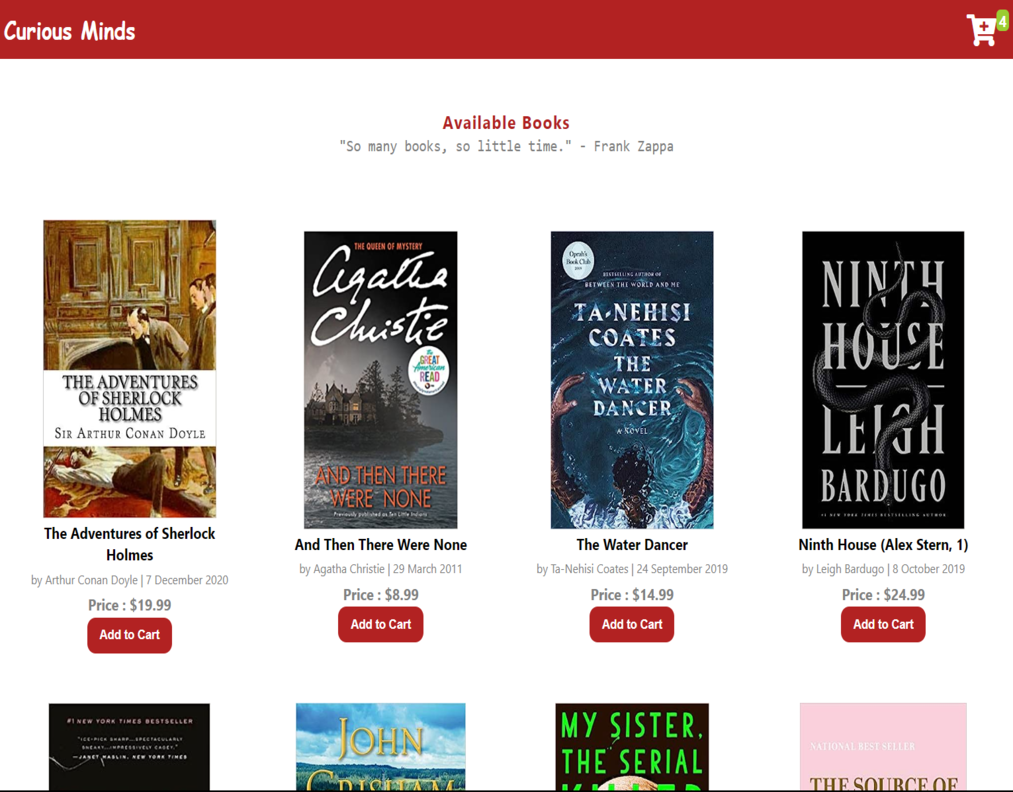 Curious Minds
4
Available Books
"So many books, so little time." - Frank Zappa
THE ADVENTURES
OF SHERLOCK
HOLMES
SIR ARTHUR CONAN DOYLE
The Adventures of Sherlock
Holmes
by Arthur Conan Doyle | 7 December 2020
Price : $19.99
Add to Cart
THE QUEEN OF MYSTERY
Agatha
Christie
the
GREAT
American
READ
AND THEN THERE
WERE NONE
Previously published as Ten Little Indians
And Then There Were None
by Agatha Christie | 29 March 2011
Price : $8.99
Add to Cart
Oprah's
Book Club
2019
BESTSELLING AUTHOR OF
BETWEEN THE WORLD AND ME
TA-NEHISI
COATES
THE
WATER
DANCER
A NOVEL
The Water Dancer
by Ta-Nehisi Coates | 24 September 2019
Price : $14.99
Add to Cart
NINTH
HOUSE
LEIGH
BARDUGO
#1 NEW YORK TIMES BESTSELLING AUTHOR
Ninth House (Alex Stern, 1)
by Leigh Bardugo | 8 October 2019
Price : $24.99
Add to Cart
#1 NEW YORK TIMES BESTSELLER
"ICE-PICK SHARP...SPECTACULARLY
SNEAKY...IMPRESSIVELY CAGEY."
—JANET MASLIN, NEW YORK TIMES
JOHN
GRISHAM
MY SISTER,
THE SERIAL
KILLER
NATIONAL BEST SELLER
THE SOURCE OF